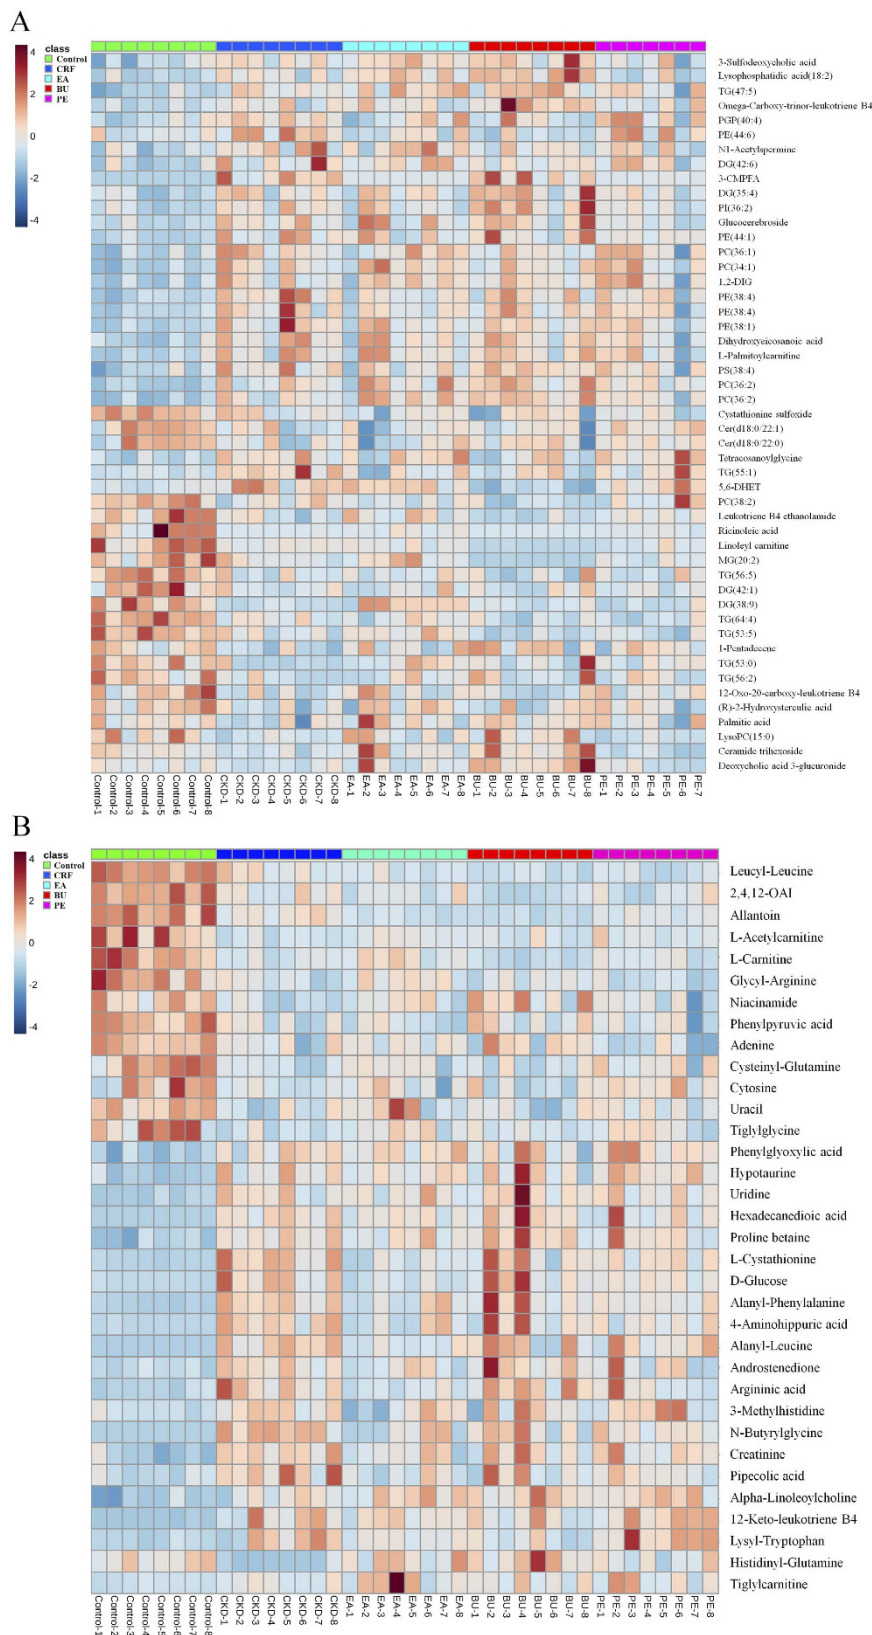 A
class
Control
CRF
EA
BU
PE
4
2
0
-2
-4
3-Sulfodeoxycholic acid
Lysophosphatidic acid(18:2)
TG(47:5)
Omega-Carboxy-trinor-leukotriene B4
PGP(40:4)
PE(44:6)
N1-Acetylspermine
DG(42:6)
3-CMPFA
DG(35:4)
PI(36:2)
Glucocerebroside
PE(44:1)
PC(36:1)
PC(34:1)
1,2-DIG
PE(38:4)
PE(38:4)
PE(38:1)
Dihydroxyeicosanoic acid
L-Palmitoylcarnitine
PS(38:4)
PC(36:2)
PC(36:2)
Cystathionine sulfoxide
Cer(d18:0/22:1)
Cer(d18:0/22:0)
Tetracosanoylglycine
TG(55:1)
5,6-DHET
PC(38:2)
Leukotriene B4 ethanolamide
Ricinoleic acid
Linoleyl carnitine
MG(20:2)
TG(56:5)
DG(42:1)
DG(38:9)
TG(64:4)
TG(53:5)
1-Pentadecene
TG(53:0)
TG(56:2)
12-Oxo-20-carboxy-leukotriene B4
(R)-2-Hydroxysterculic acid
Palmitic acid
LysoPC(15:0)
Ceramide trihexoside
Deoxycholic acid 3-glucuronide
Control-1
Control-2
Control-3
Control-4
Control-5
Control-6
Control-7
Control-8
CKD-1
CKD-2
CKD-3
CKD-4
CKD-5
CKD-6
CKD-7
CKD-8
EA-1
EA-2
EA-3
EA-4
EA-5
EA-6
EA-7
EA-8
BU-1
BU-2
BU-3
BU-4
BU-5
BU-6
BU-7
BU-8
PE-1
PE-2
PE-3
PE-4
PE-5
PE-6
PE-7
B
class
Control
CRF
EA
BU
PE
4
2
0
-2
-4
Leucyl-Leucine
2,4,12-OAI
Allantoin
L-Acetylcarnitine
L-Carnitine
Glycyl-Arginine
Niacinamide
Phenylpyruvic acid
Adenine
Cysteinyl-Glutamine
Cytosine
Uracil
Tiglylglycine
Phenylglyoxylic acid
Hypotaurine
Uridine
Hexadecanedioic acid
Proline betaine
L-Cystathionine
D-Glucose
Alanyl-Phenylalanine
4-Aminohippuric acid
Alanyl-Leucine
Androstenedione
Argininic acid
3-Methylhistidine
N-Butyrylglycine
Creatinine
Pipecolic acid
Alpha-Linoleoylcholine
12-Keto-leukotriene B4
Lysyl-Tryptophan
Histidinyl-Glutamine
Tiglylcarnitine
Control-1
Control-2
Control-3
Control-4
Control-5
Control-6
Control-7
Control-8
CKD-1
CKD-2
CKD-3
CKD-4
CKD-5
CKD-6
CKD-7
CKD-8
EA-1
EA-2
EA-3
EA-4
EA-5
EA-6
EA-7
EA-8
BU-1
BU-2
BU-3
BU-4
BU-5
BU-6
BU-7
BU-8
PE-1
PE-2
PE-3
PE-4
PE-5
PE-6
PE-7
PE-8